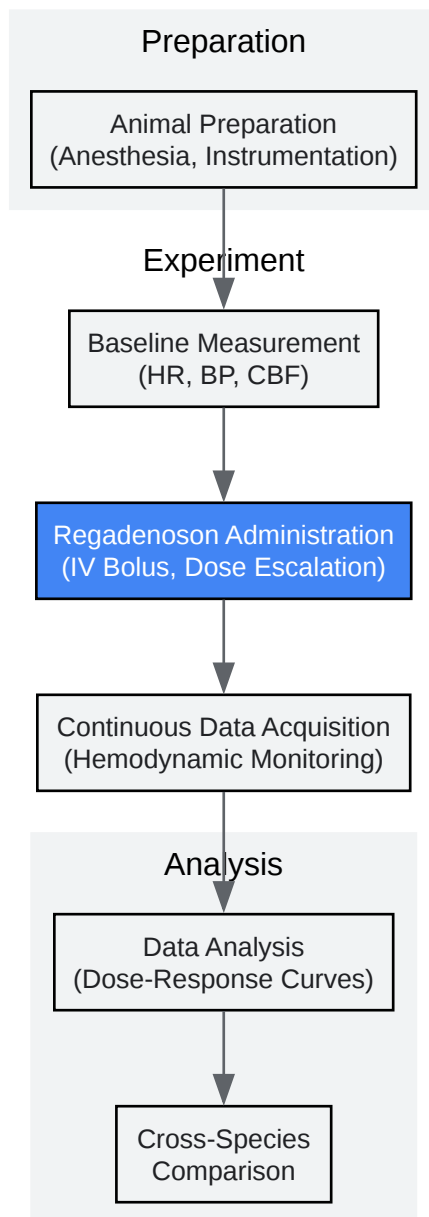 Preparation
Animal Preparation
(Anesthesia, Instrumentation)
Experiment
Baseline Measurement
(HR, BP, CBF)
Regadenoson Administration
(IV Bolus, Dose Escalation)
Continuous Data Acquisition
(Hemodynamic Monitoring)
Analysis
Data Analysis
(Dose-Response Curves)
Cross-Species
Comparison